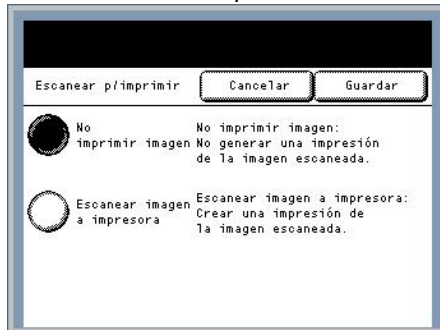 Escanear p/imprimir Cancelar Guardar
No
imprimir imagen
No imprimir imagen:
No generar una impresión
de la imagen escaneada.
Escanear imagen
a impresora
Escanear imagen a impresora:
Crear una impresión de
la imagen escaneada.